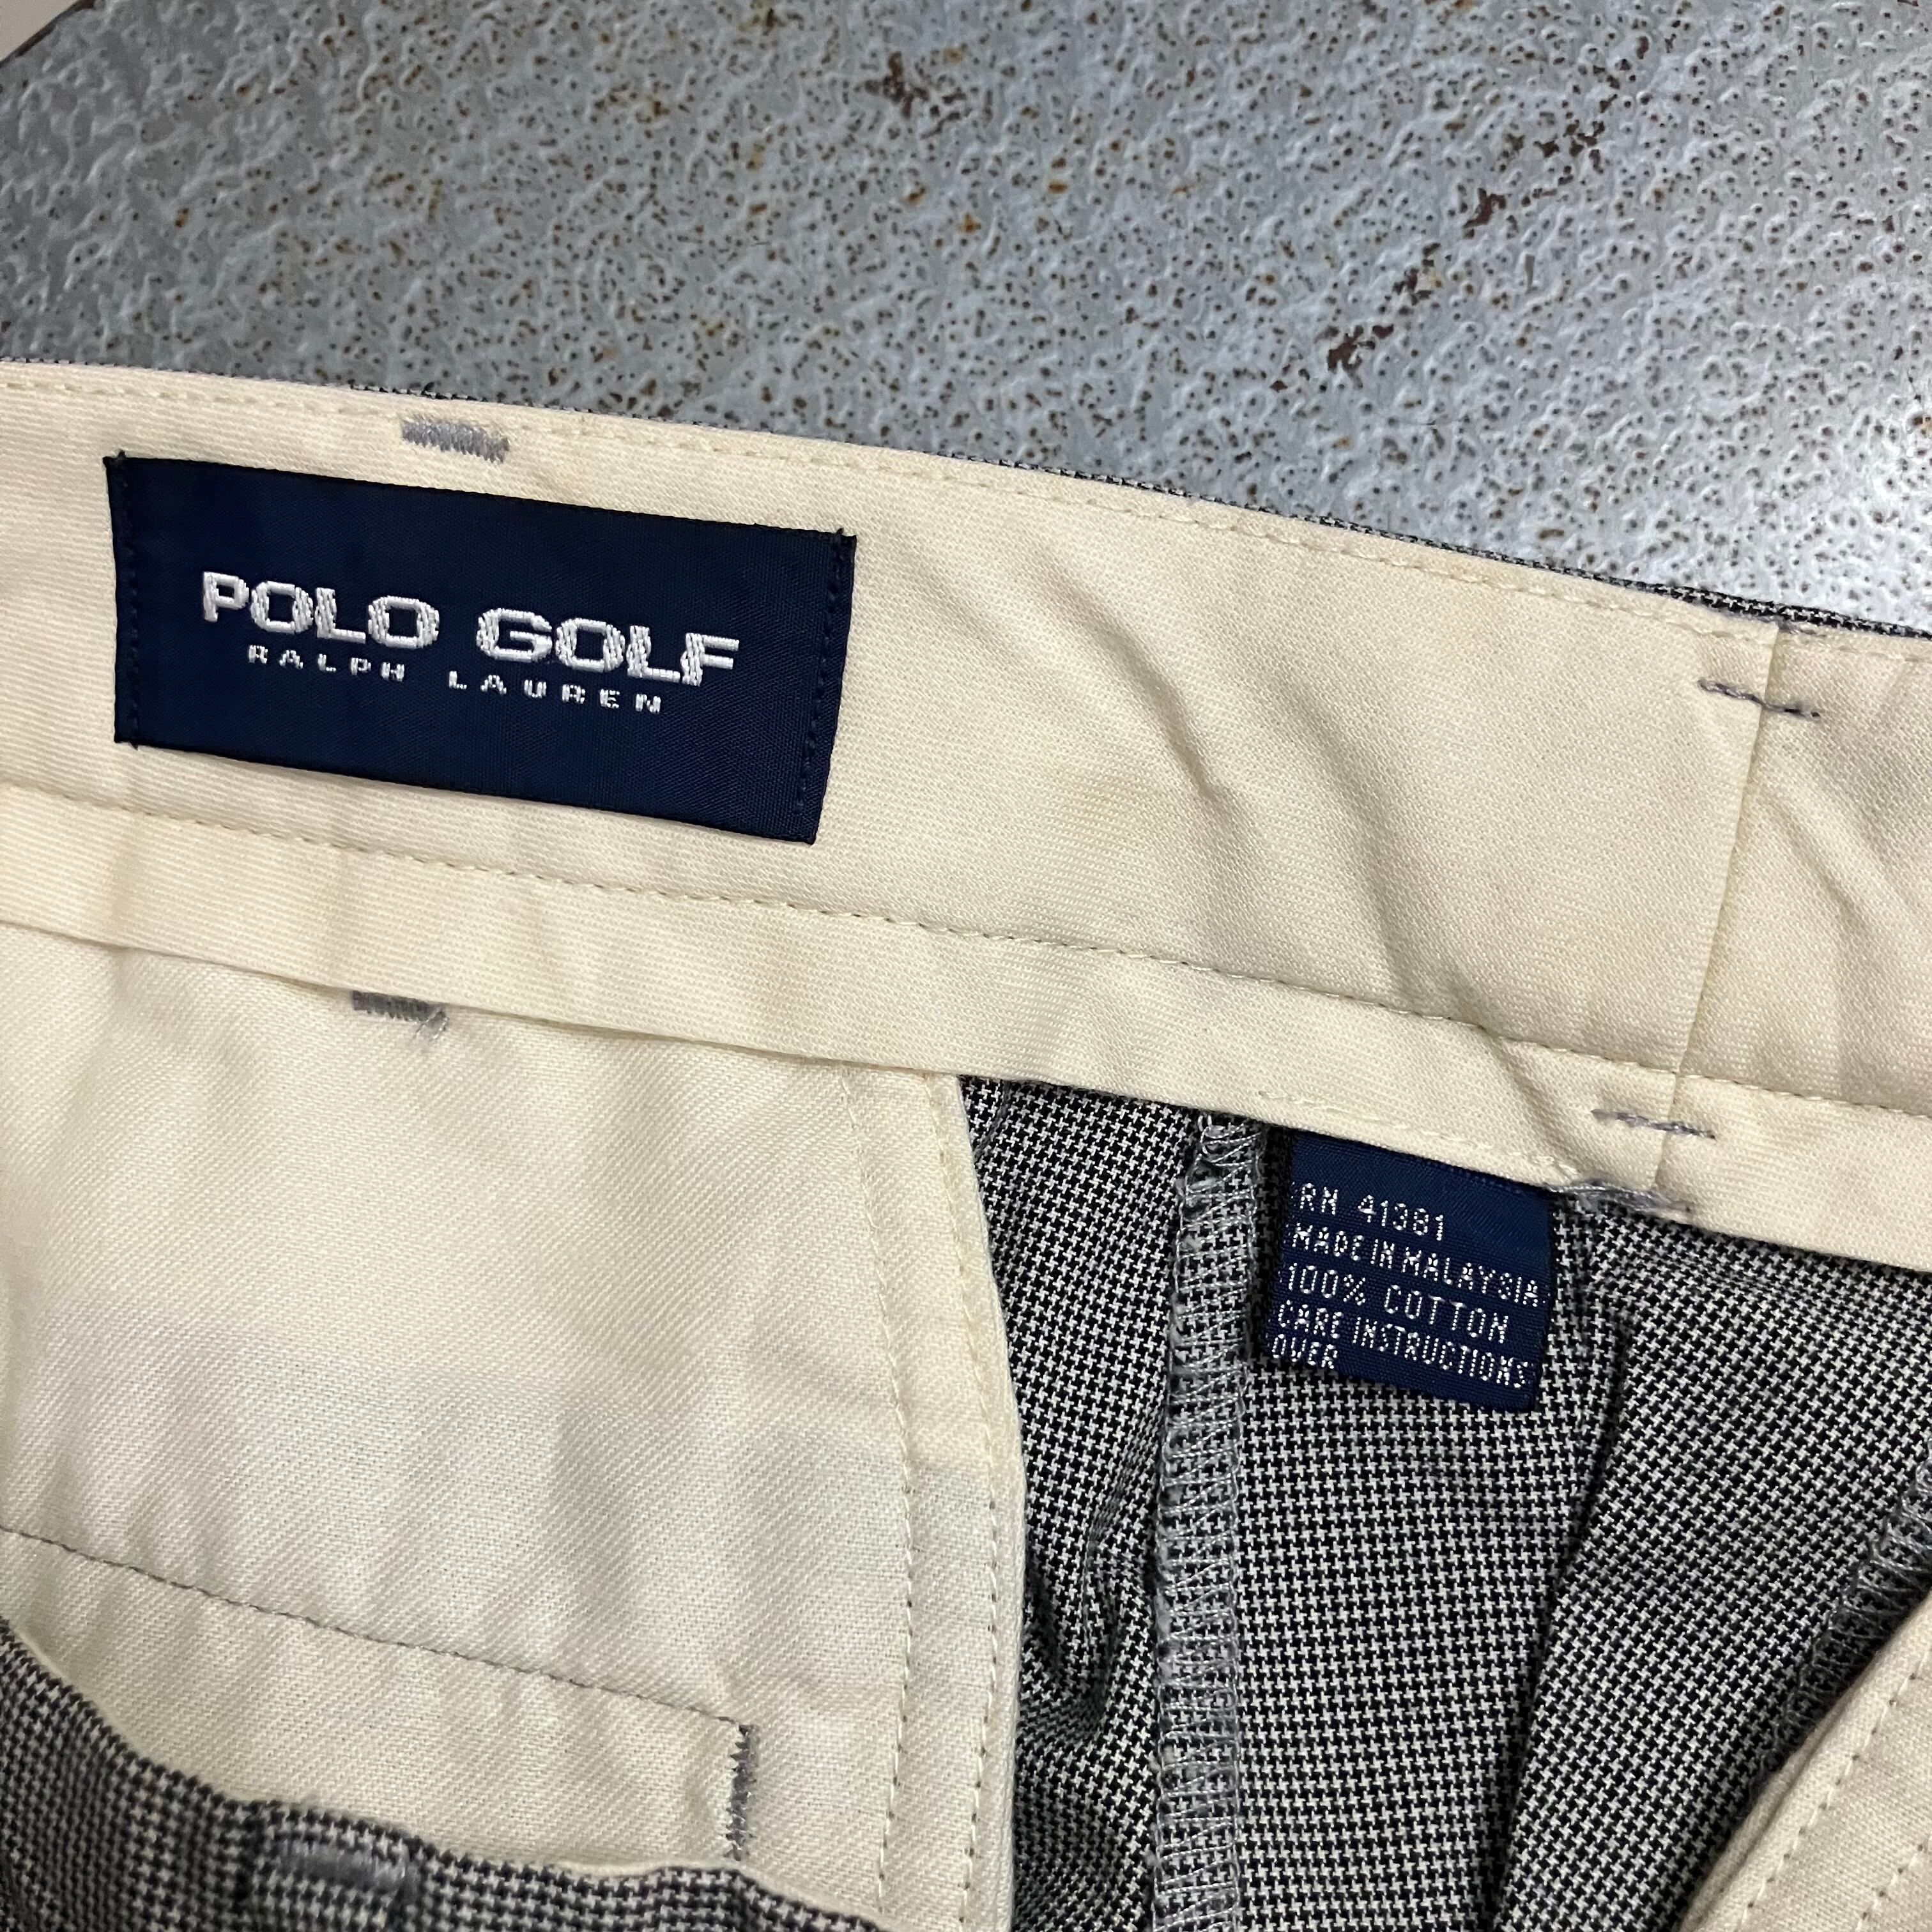 POLO GOLF
RALPH LAUREN
RN 41381
MADE IN MALAYSIA
100% COTTON
CARE INSTRUCTIONS
OVER